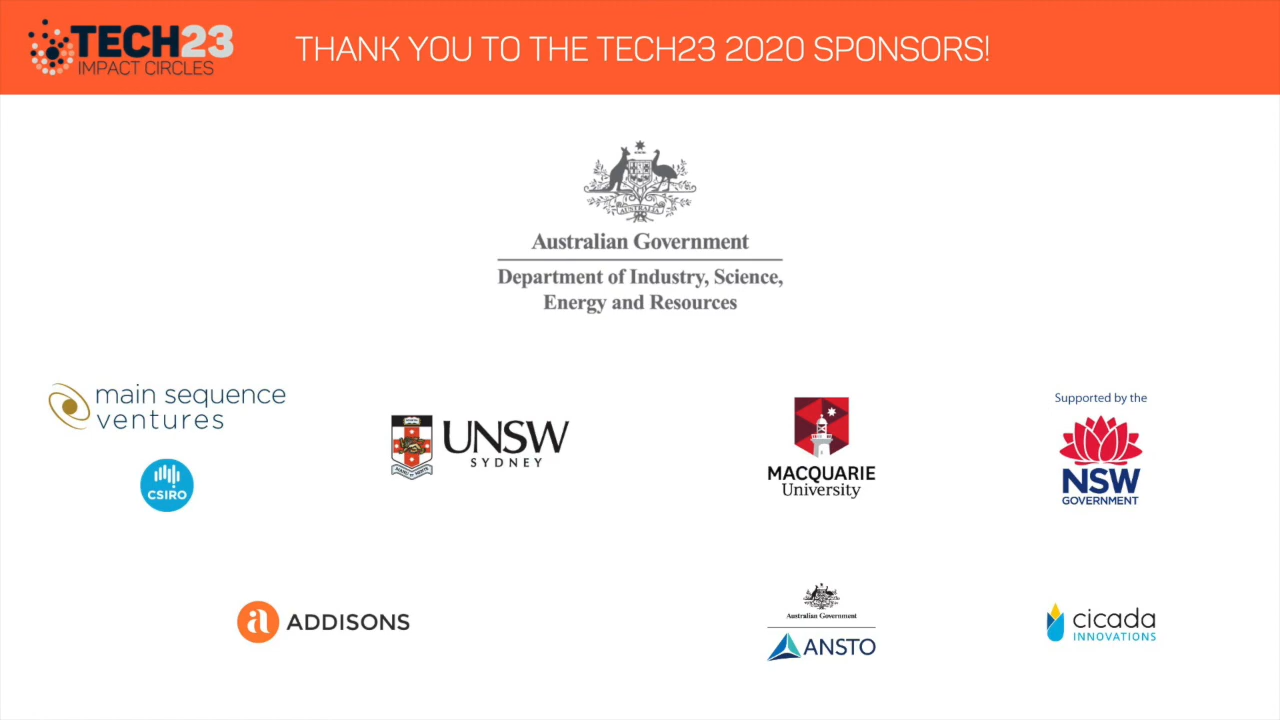 TECH23
IMPACT CIRCLES
THANK YOU TO THE TECH23 2020 SPONSORS!
AUSTRALIA
Australian Government
Department of Industry, Science,
Energy and Resources
main sequence
ventures
CSIRO
UNSW
SYDNEY
MACQUARIE
University
Supported by the
NSW
GOVERNMENT
a ADDISONS
Australian Government
ANSTO
cicada
INNOVATIONS